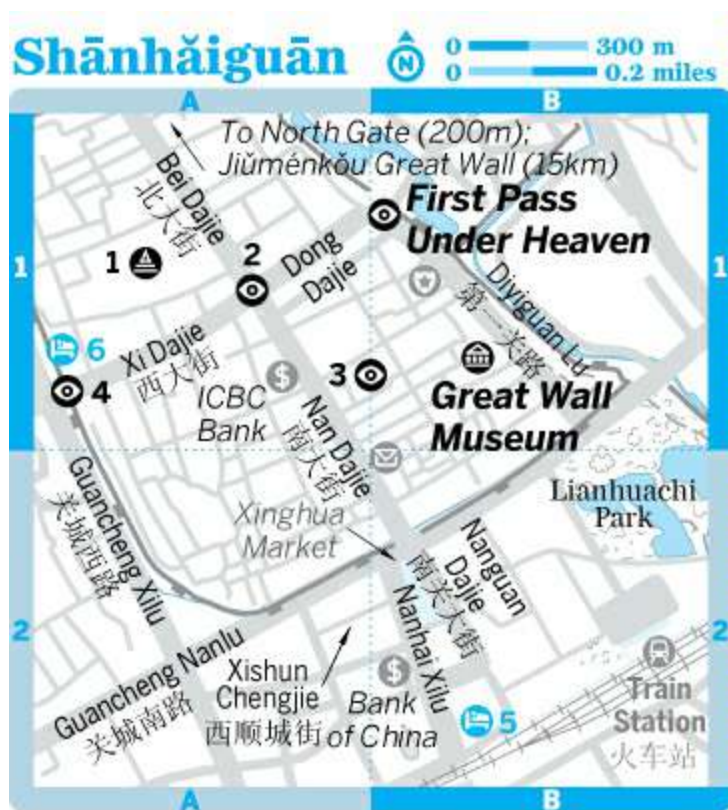 Shānhǎiguān
N
0 300 m
0 0.2 miles
A B
To North Gate (200m);
Jiǔménkǒu Great Wall (15km)
Bei Dajie
北大街
First Pass
Under Heaven
1
1
1
2
Dong
Dajie
Diyiguan Lu
第一关路
6
Xi Dajie
西大街
4
$
ICBC
Bank
3
Great Wall
Museum
Nan Dajie
南大街
Guancheng Xilu
关城西路
Lianhuachi
Park
Xinghua
Market
Nanguan
Dajie
南关大街
2
2
Nanhai Xilu
Guancheng Nanlu
关城南路
Xishun
Chengjie
西顺城街
$
Bank
of China
5
Train
Station
火车站
A B